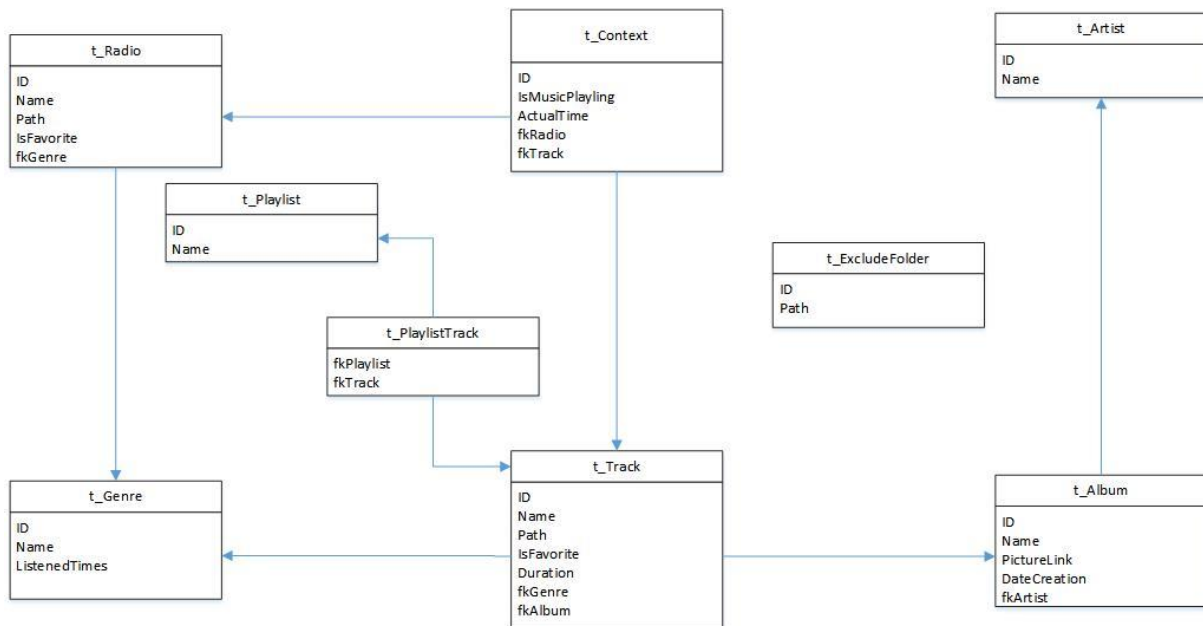 t_Radio
ID
Name
Path
IsFavorite
fkGenre
t_Context
ID
IsMusicPlayling
ActualTime
fkRadio
fkTrack
t_Artist
ID
Name
t_Playlist
ID
Name
t_ExcludeFolder
ID
Path
t_PlaylistTrack
fkPlaylist
fkTrack
t_Genre
ID
Name
ListenedTimes
t_Track
ID
Name
Path
IsFavorite
Duration
fkGenre
fkAlbum
t_Album
ID
Name
PictureLink
DateCreation
fkArtist